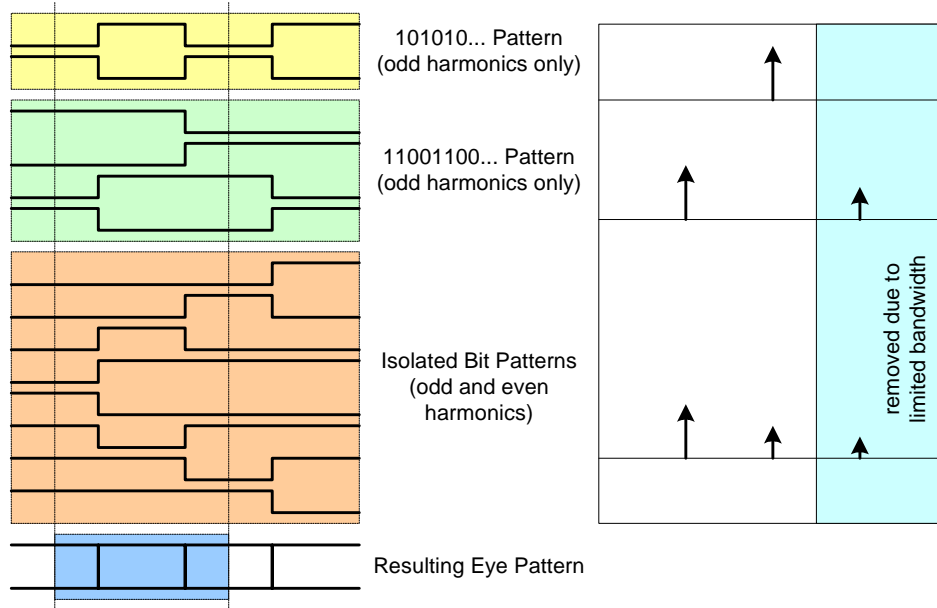 101010... Pattern
(odd harmonics only)
11001100... Pattern
(odd harmonics only)
Isolated Bit Patterns
(odd and even
harmonics)
Resulting Eye Pattern
removed due to
limited bandwidth